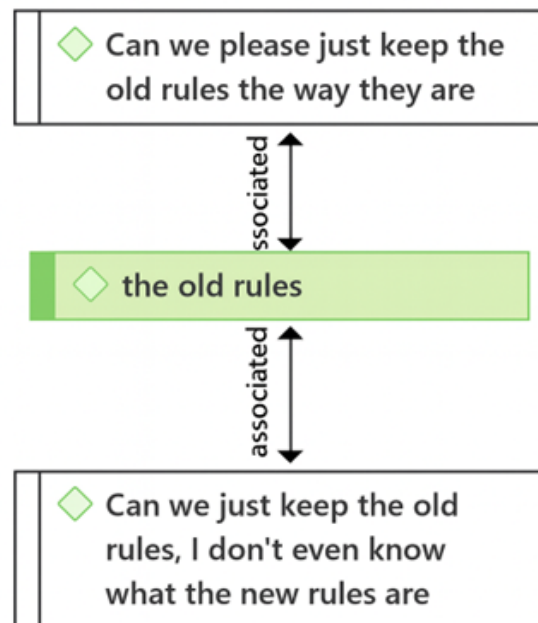 Can we please just keep the
old rules the way they are
ssociated
the old rules
associated
Can we just keep the old
rules, I don't even know
what the new rules are